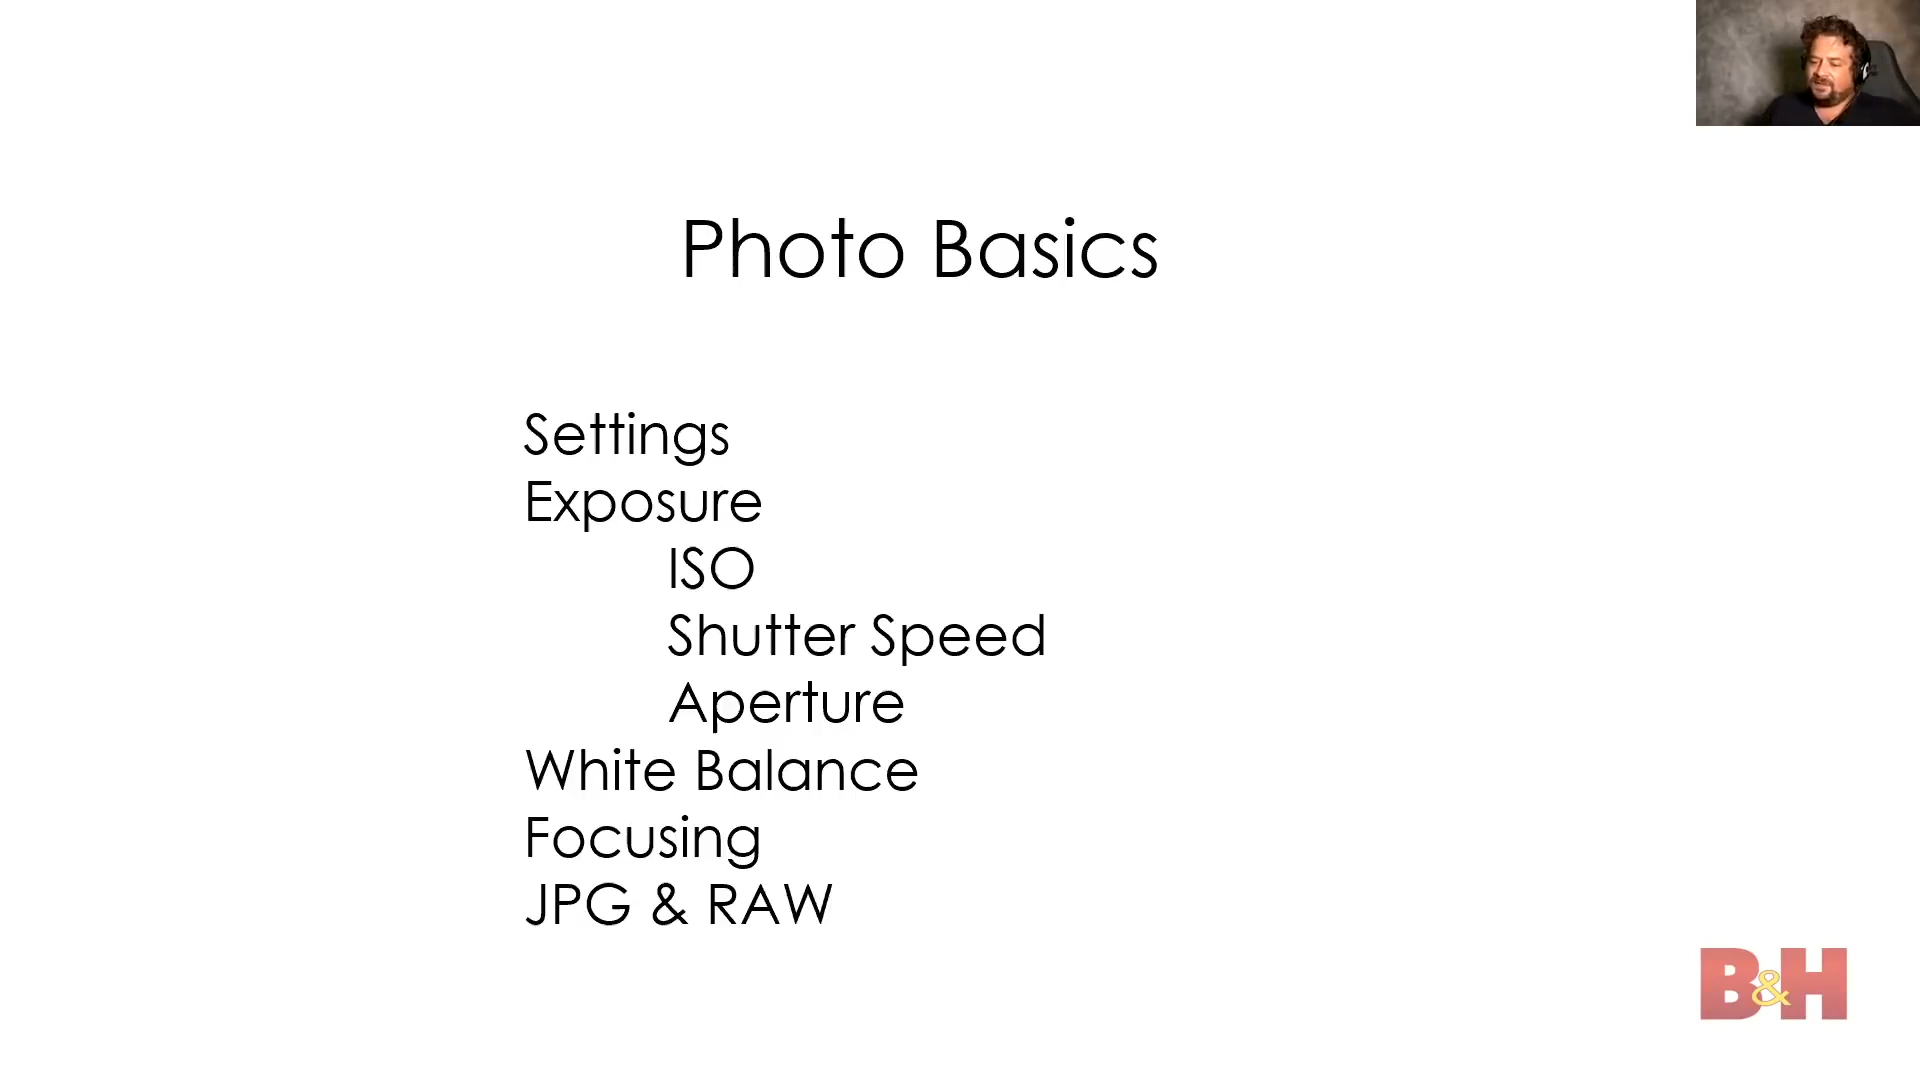 Photo Basics
Settings
Exposure
ISO
Shutter Speed
Aperture
White Balance
Focusing
JPG & RAW
B&H